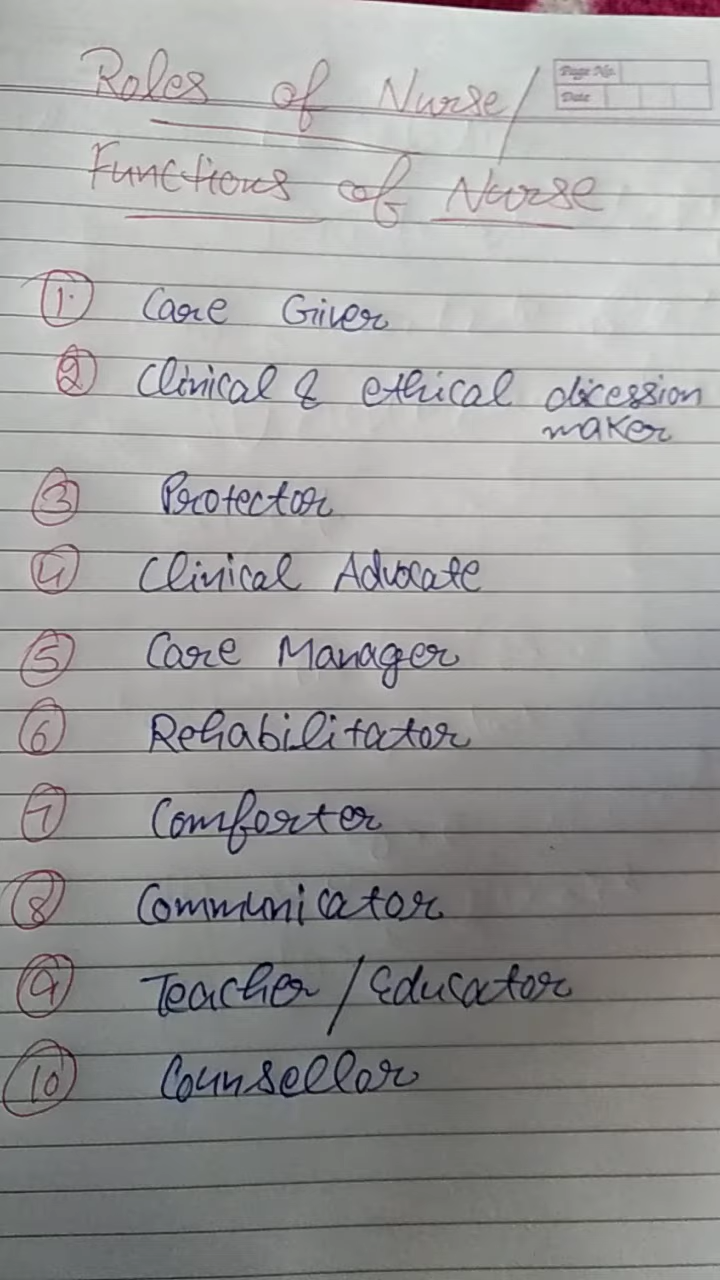 Page No.
Date
Roles of Nurse/
Functions of Nurse
1. Care Giver
2 Clinical & ethical dicession
maker
3 Protector
4 Clinical Advocate
5 Care Manager
6 Rehabilitator
7 Comforter
8 Communicator
9 Teacher / Educator
10 Counsellor